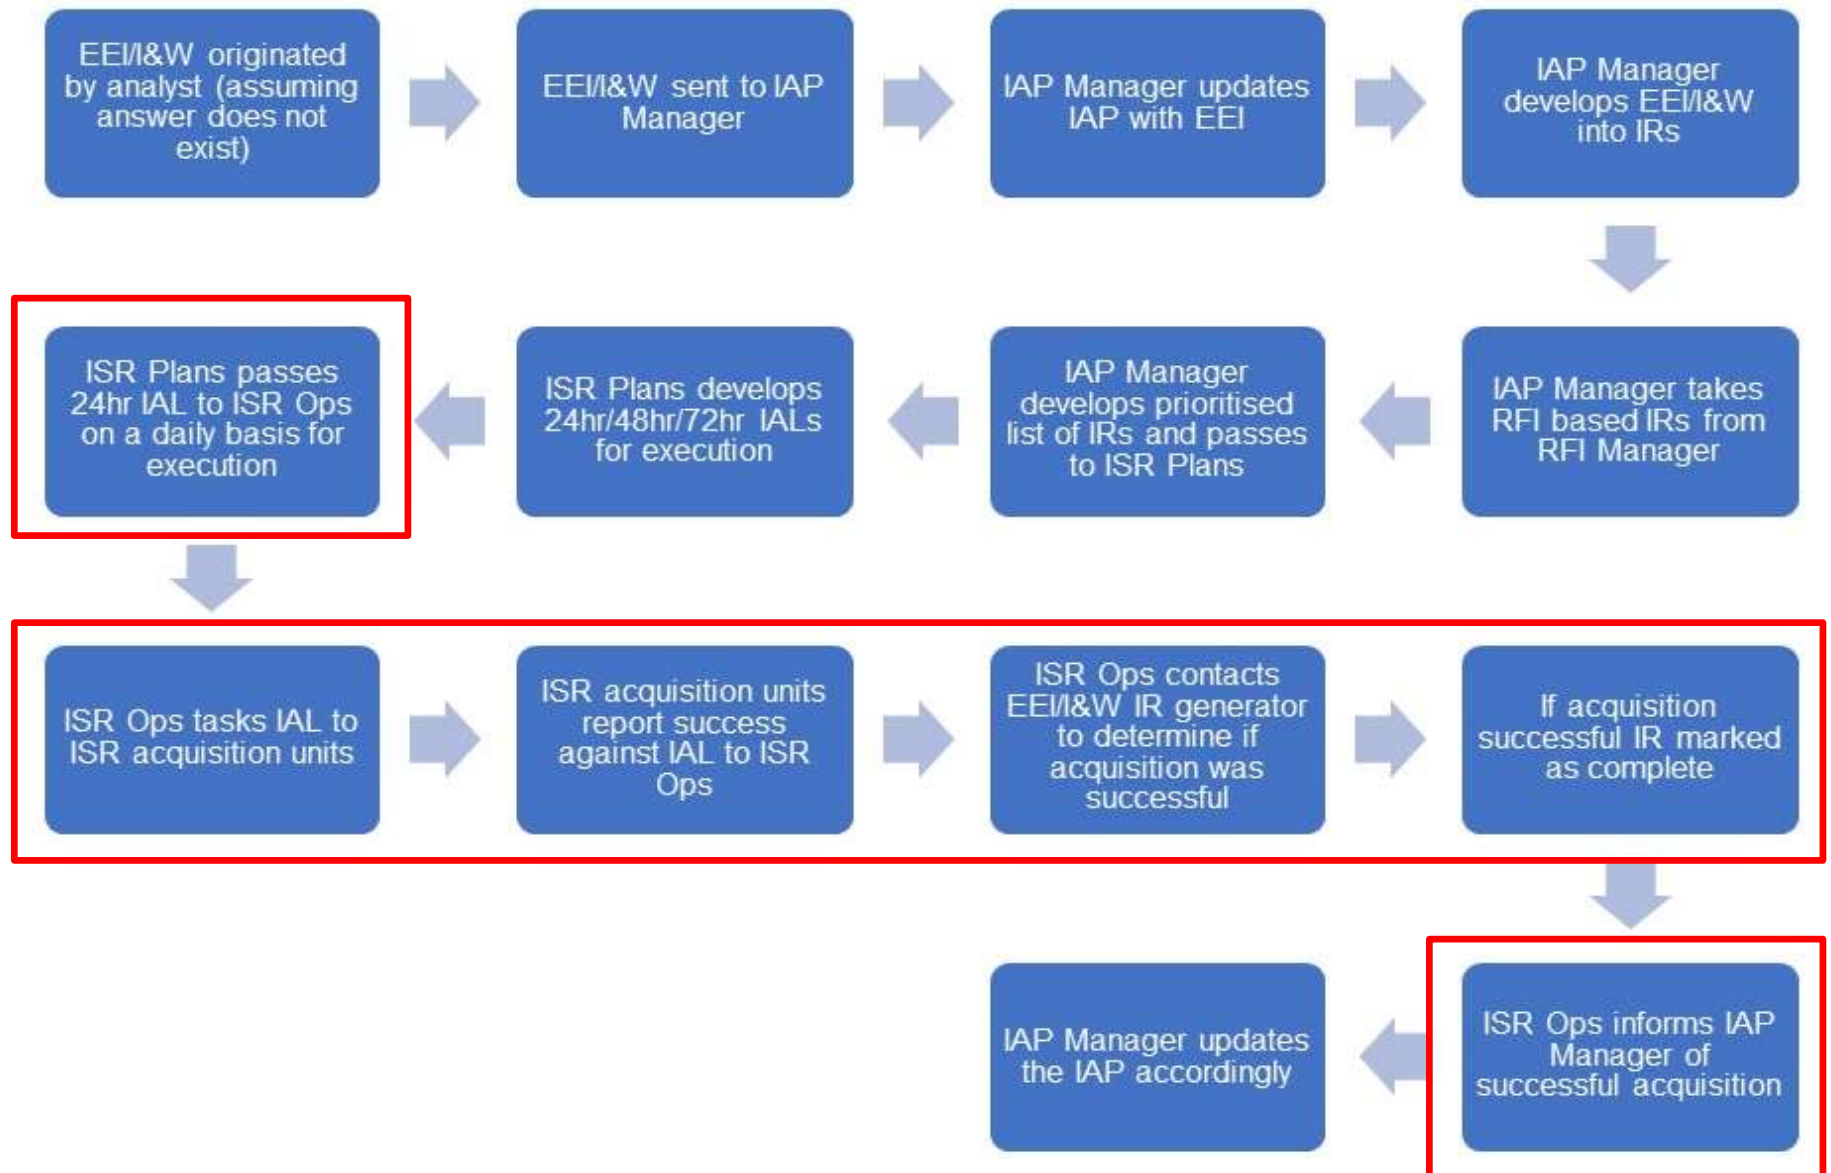 EEI/I&W originated
by analyst (assuming
answer does not
exist)
EEI/I&W sent to IAP
Manager
IAP Manager updates
IAP with EEI
IAP Manager
develops EEI/I&W
into IRs
IAP Manager takes
RFI based IRs from
RFI Manager
IAP Manager
develops prioritised
list of IRs and passes
to ISR Plans
ISR Plans develops
24hr/48hr/72hr IALs
for execution
ISR Plans passes
24hr IAL to ISR Ops
on a daily basis for
execution
ISR Ops tasks IAL to
ISR acquisition units
ISR acquisition units
report success
against IAL to ISR
Ops
ISR Ops contacts
EEI/I&W IR generator
to determine if
acquisition was
successful
If acquisition
successful IR marked
as complete
ISR Ops informs IAP
Manager of
successful acquisition
IAP Manager updates
the IAP accordingly